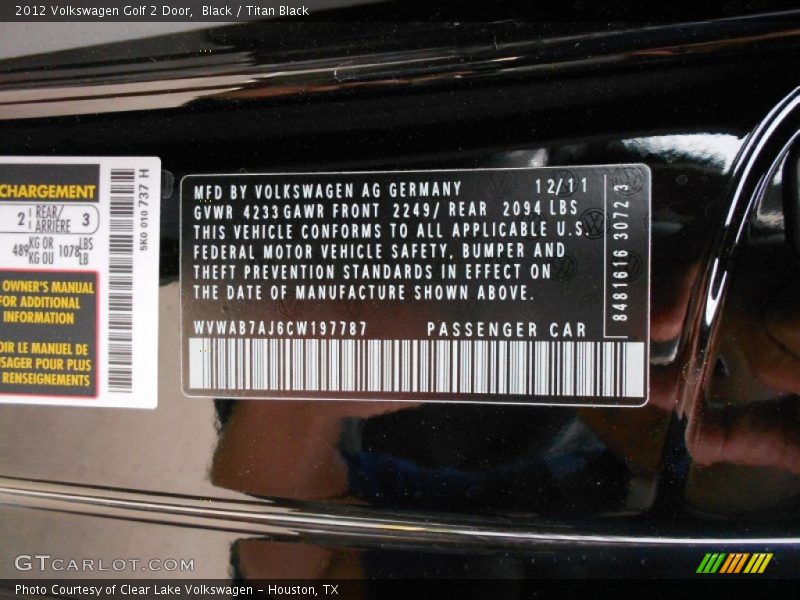 2012 Volkswagen Golf 2 Door, Black / Titan Black
CHARGEMENT
2 REAR/ ARRIÈRE 3
489 KG OR KG OU 1078 LBS LB
OWNER'S MANUAL
FOR ADDITIONAL
INFORMATION
OIR LE MANUEL DE
SAGER POUR PLUS
RENSEIGNEMENTS
5K0 010 737 H
MFD BY VOLKSWAGEN AG GERMANY 12/11
GVWR 4233 GAWR FRONT 2249/ REAR 2094 LBS
THIS VEHICLE CONFORMS TO ALL APPLICABLE U.S.
FEDERAL MOTOR VEHICLE SAFETY, BUMPER AND
THEFT PREVENTION STANDARDS IN EFFECT ON
THE DATE OF MANUFACTURE SHOWN ABOVE.
WVWAB7AJ6CW197787 PASSENGER CAR
8481616 3072 3
GTCARLOT.COM
Photo Courtesy of Clear Lake Volkswagen - Houston, TX